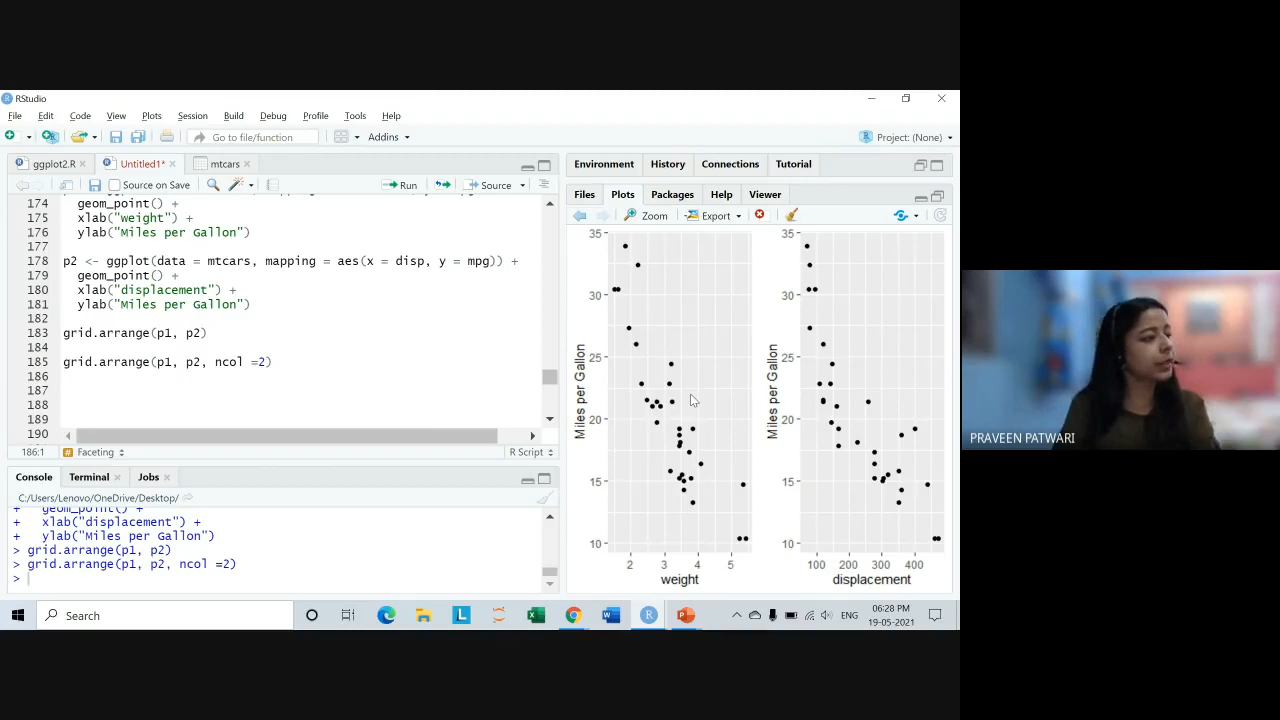 RStudio
File Edit Code View Plots Session Build Debug Profile Tools Help
Go to file/function Addins Project: (None)
ggplot2.R Untitled1* mtcars
Source on Save Run Source
174 geom_point() +
175 xlab("weight") +
176 ylab("Miles per Gallon")
177
178 p2 <- ggplot(data = mtcars, mapping = aes(x = disp, y = mpg)) +
179 geom_point() +
180 xlab("displacement") +
181 ylab("Miles per Gallon")
182
183 grid.arrange(p1, p2)
184
185 grid.arrange(p1, p2, ncol =2)
186
187
188
189
190
186:1 # Faceting R Script
Console Terminal Jobs
C:/Users/Lenovo/OneDrive/Desktop/
+ geom_point() +
+ xlab("displacement") +
+ ylab("Miles per Gallon")
> grid.arrange(p1, p2)
> grid.arrange(p1, p2, ncol =2)
>
Environment History Connections Tutorial
Files Plots Packages Help Viewer
Zoom Export
35
30
25
20
15
10
Miles per Gallon
2 3 4 5
weight
35
30
25
20
15
10
Miles per Gallon
100 200 300 400
displacement
PRAVEEN PATWARI
Search
L
ENG
06:28 PM
19-05-2021